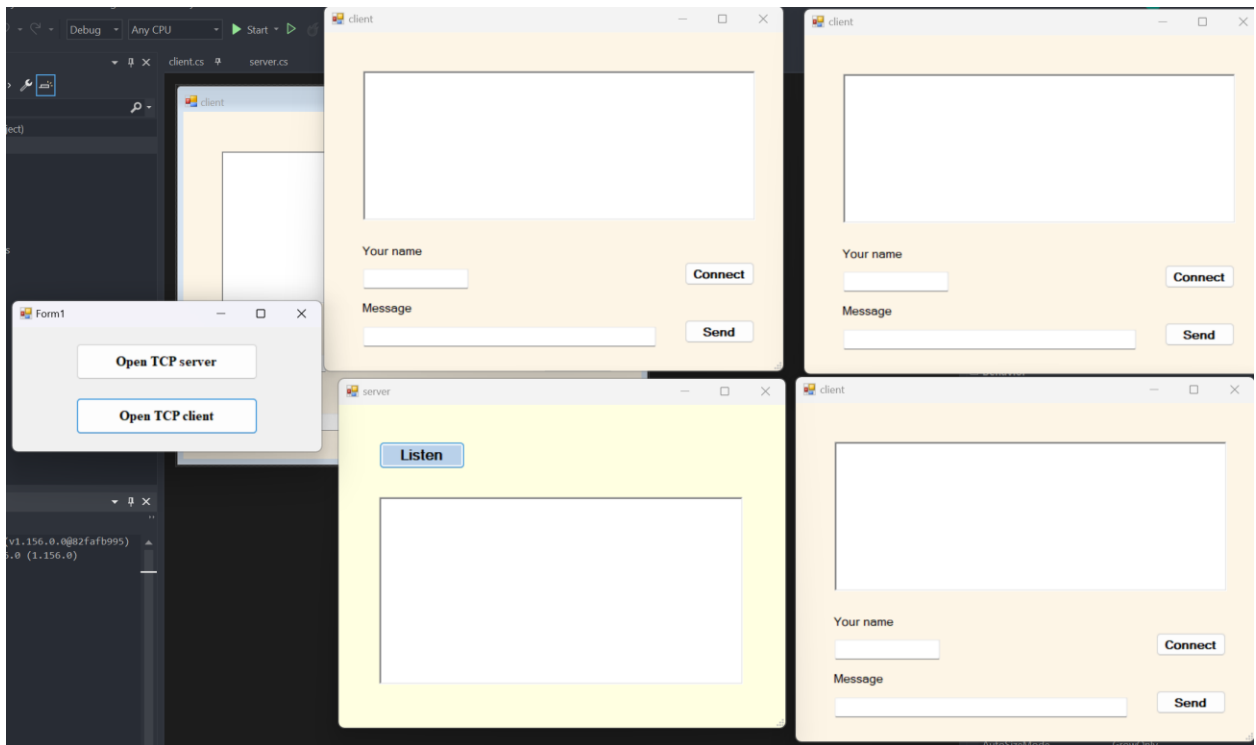 Debug
Any CPU
Start
client.cs
server.cs
ject)
s
(v1.156.0.0@82fafb995)
.0 (1.156.0)
client
client
Your name
Connect
Message
Send
client
Your name
Connect
Message
Send
Form1
Open TCP server
Open TCP client
server
Listen
client
Your name
Connect
Message
Send